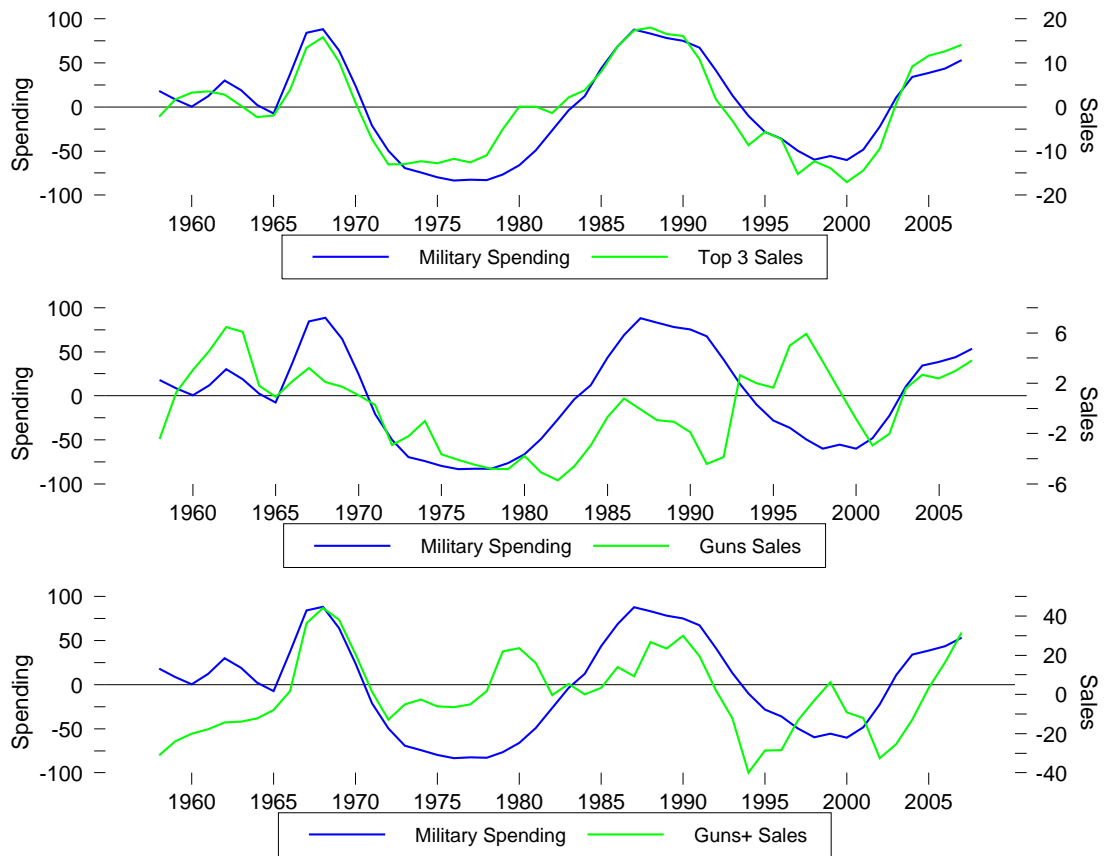 100 20
50 10
0 0
-50 -10
-100 -20
Spending Sales
1960 1965 1970 1975 1980 1985 1990 1995 2000 2005
Military Spending Top 3 Sales
100
50 6
0 2
-50 -2
-100 -6
Spending Sales
1960 1965 1970 1975 1980 1985 1990 1995 2000 2005
Military Spending Guns Sales
100 40
50 20
0 0
-50 -20
-100 -40
Spending Sales
1960 1965 1970 1975 1980 1985 1990 1995 2000 2005
Military Spending Guns+ Sales